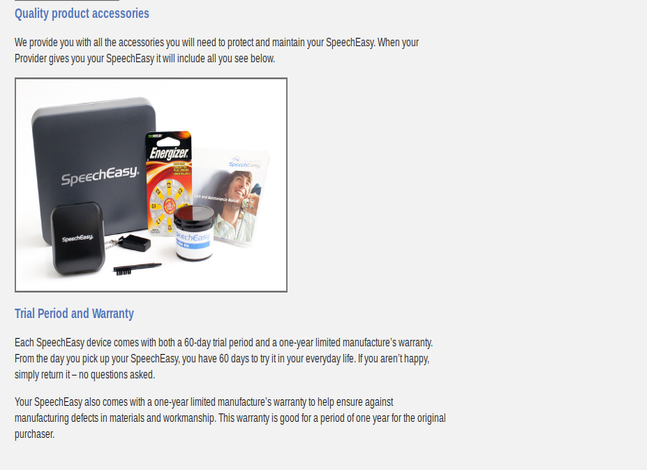 Quality product accessories
We provide you with all the accessories you will need to protect and maintain your SpeechEasy. When your
Provider gives you your SpeechEasy it will include all you see below.
SpeechEasy.
Energizer
SpeechEasy
SpeechEasy.
SpeechEasy
Trial Period and Warranty
Each SpeechEasy device comes with both a 60-day trial period and a one-year limited manufacture's warranty.
From the day you pick up your SpeechEasy, you have 60 days to try it in your everyday life. If you aren't happy,
simply return it – no questions asked.
Your SpeechEasy also comes with a one-year limited manufacture's warranty to help ensure against
manufacturing defects in materials and workmanship. This warranty is good for a period of one year for the original
purchaser.